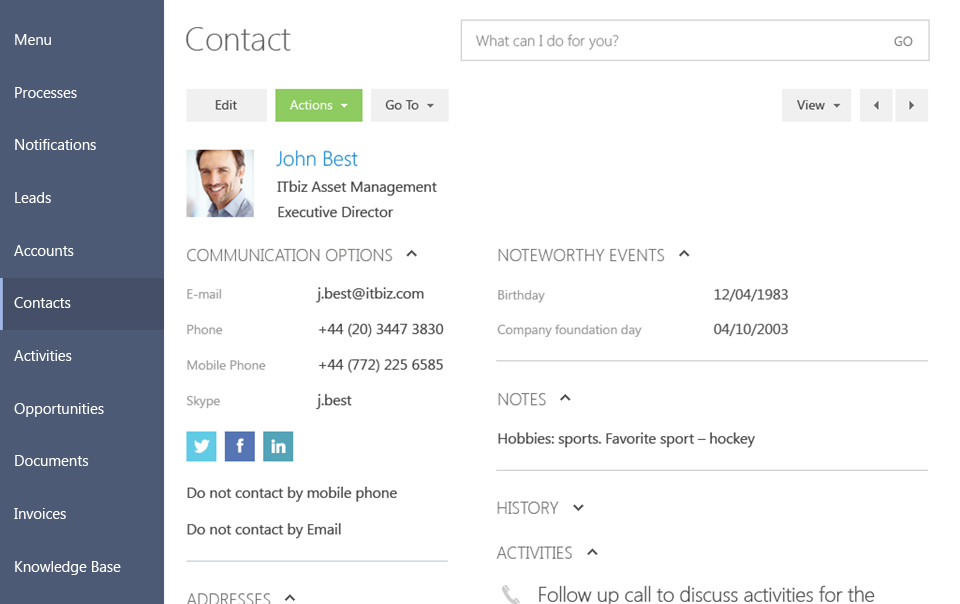 Menu
Processes
Notifications
Leads
Accounts
Contacts
Activities
Opportunities
Documents
Invoices
Knowledge Base
Contact
What can I do for you? GO
Edit Actions Go To View
John Best
ITbiz Asset Management
Executive Director
COMMUNICATION OPTIONS
E-mail j.best@itbiz.com
Phone +44 (20) 3447 3830
Mobile Phone +44 (772) 225 6585
Skype j.best
f in
Do not contact by mobile phone
Do not contact by Email
ADDRESSES
NOTEWORTHY EVENTS
Birthday 12/04/1983
Company foundation day 04/10/2003
NOTES
Hobbies: sports. Favorite sport – hockey
HISTORY
ACTIVITIES
Follow up call to discuss activities for the